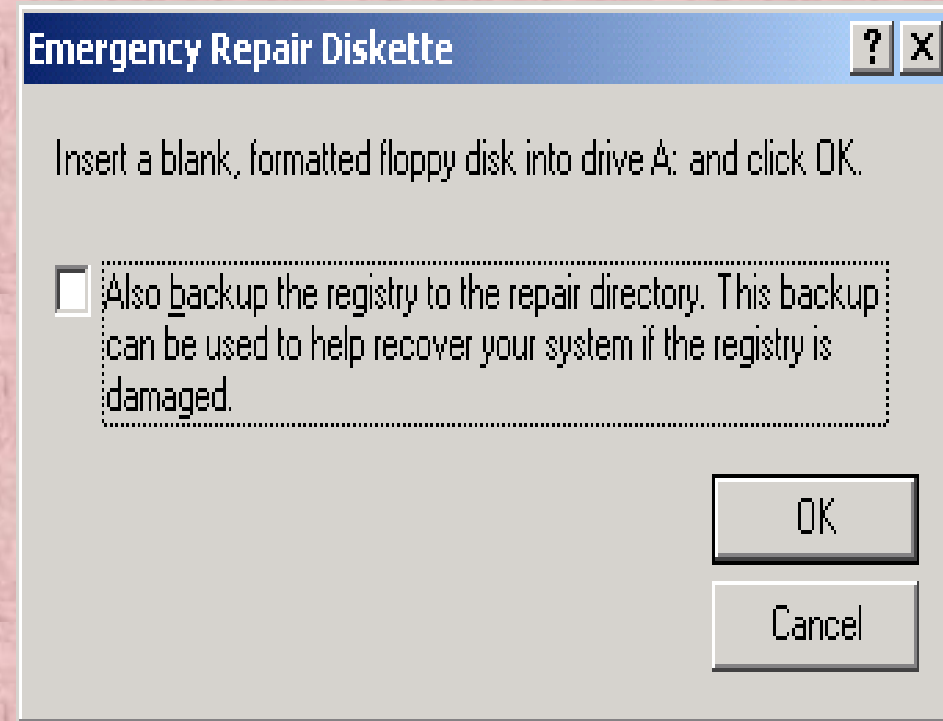 Emergency Repair Diskette
Insert a blank, formatted floppy disk into drive A: and click OK.
Also backup the registry to the repair directory. This backup
can be used to help recover your system if the registry is
damaged.
OK
Cancel